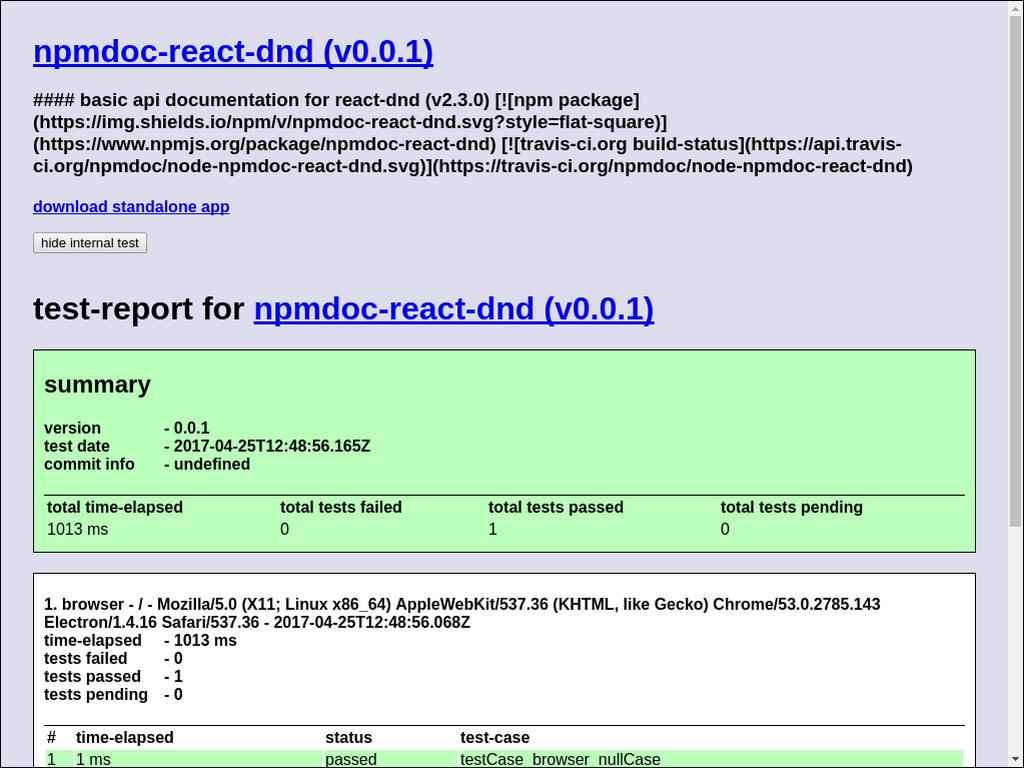 npmdoc-react-dnd (v0.0.1)
#### basic api documentation for react-dnd (v2.3.0) [![npm package]
(https://img.shields.io/npm/v/npmdoc-react-dnd.svg?style=flat-square)]
(https://www.npmjs.org/package/npmdoc-react-dnd) [![travis-ci.org build-status](https://api.travis-
ci.org/npmdoc/node-npmdoc-react-dnd.svg)](https://travis-ci.org/npmdoc/node-npmdoc-react-dnd)
download standalone app
hide internal test
test-report for npmdoc-react-dnd (v0.0.1)
summary
version - 0.0.1
test date - 2017-04-25T12:48:56.165Z
commit info - undefined
total time-elapsed total tests failed total tests passed total tests pending
1013 ms 0 1 0
1. browser - / - Mozilla/5.0 (X11; Linux x86_64) AppleWebKit/537.36 (KHTML, like Gecko) Chrome/53.0.2785.143
Electron/1.4.16 Safari/537.36 - 2017-04-25T12:48:56.068Z
time-elapsed - 1013 ms
tests failed - 0
tests passed - 1
tests pending - 0
# time-elapsed status test-case
1 1 ms passed testCase_browser_nullCase